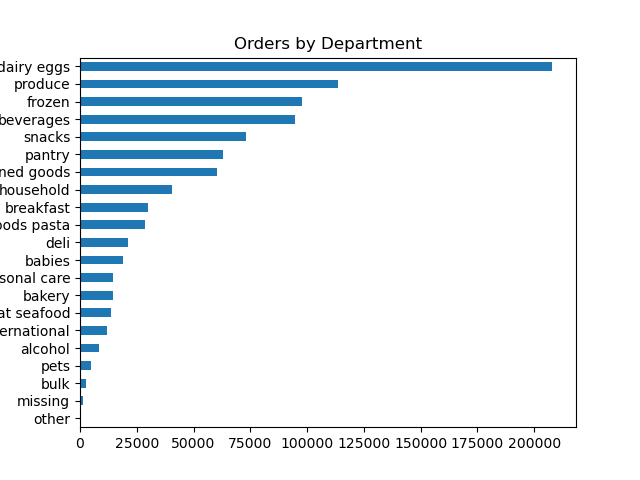 Orders by Department
dairy eggs
produce
frozen
beverages
snacks
pantry
ned goods
household
breakfast
oods pasta
deli
babies
sonal care
bakery
at seafood
ernational
alcohol
pets
bulk
missing
other
0 25000 50000 75000 100000 125000 150000 175000 200000